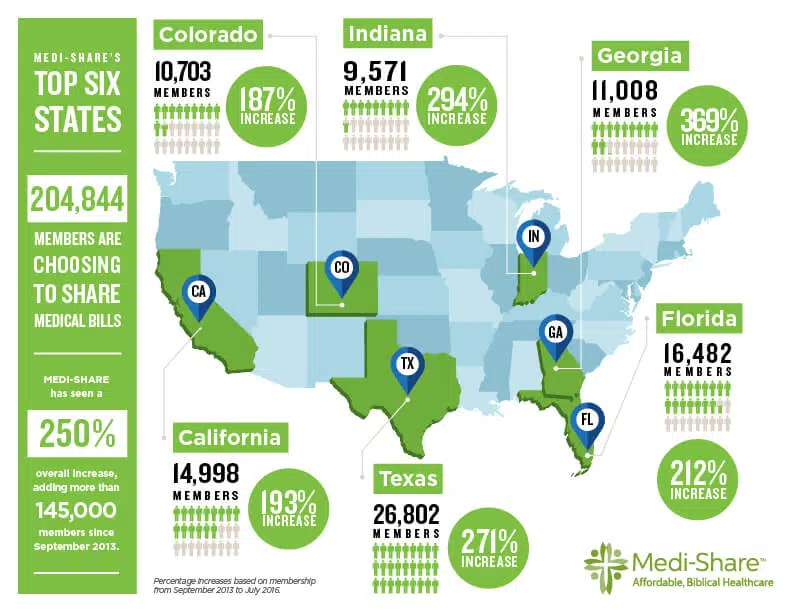 MEDI-SHARE'S
TOP SIX
STATES
204,844
MEMBERS ARE
CHOOSING
TO SHARE
MEDICAL BILLS
MEDI-SHARE
has seen a
250%
overall increase,
adding more than
145,000
members since
September 2013.
Colorado
10,703
MEMBERS
187%
INCREASE
Indiana
9,571
MEMBERS
294%
INCREASE
Georgia
11,008
MEMBERS
369%
INCREASE
IN
CO
CA
GA
TX
FL
Florida
16,482
MEMBERS
212%
INCREASE
California
14,998
MEMBERS
193%
INCREASE
Texas
26,802
MEMBERS
271%
INCREASE
Percentage increases based on membership
from September 2013 to July 2016.
Medi-Share™
Affordable, Biblical Healthcare